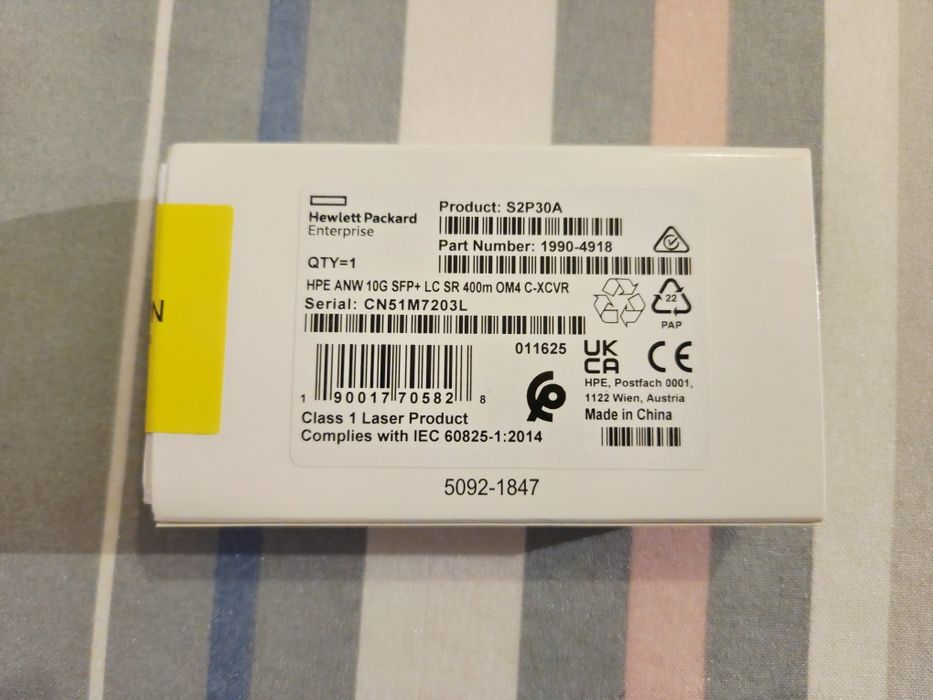 Hewlett Packard
Enterprise
Product: S2P30A
Part Number: 1990-4918
QTY=1
HPE ANW 10G SFP+ LC SR 400m OM4 C-XCVR
Serial: CN51M7203L
22
PAP
011625
UK
CA
CE
1 90017 70582 8
HPE, Postfach 0001,
1122 Wien, Austria
Made in China
Class 1 Laser Product
Complies with IEC 60825-1:2014
5092-1847
N